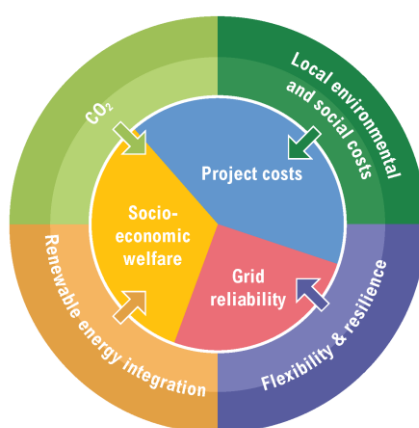 CO₂
Local environmental
and social costs
Project costs
Socio-
economic
welfare
Grid
reliability
Renewable energy integration
Flexibility & resilience